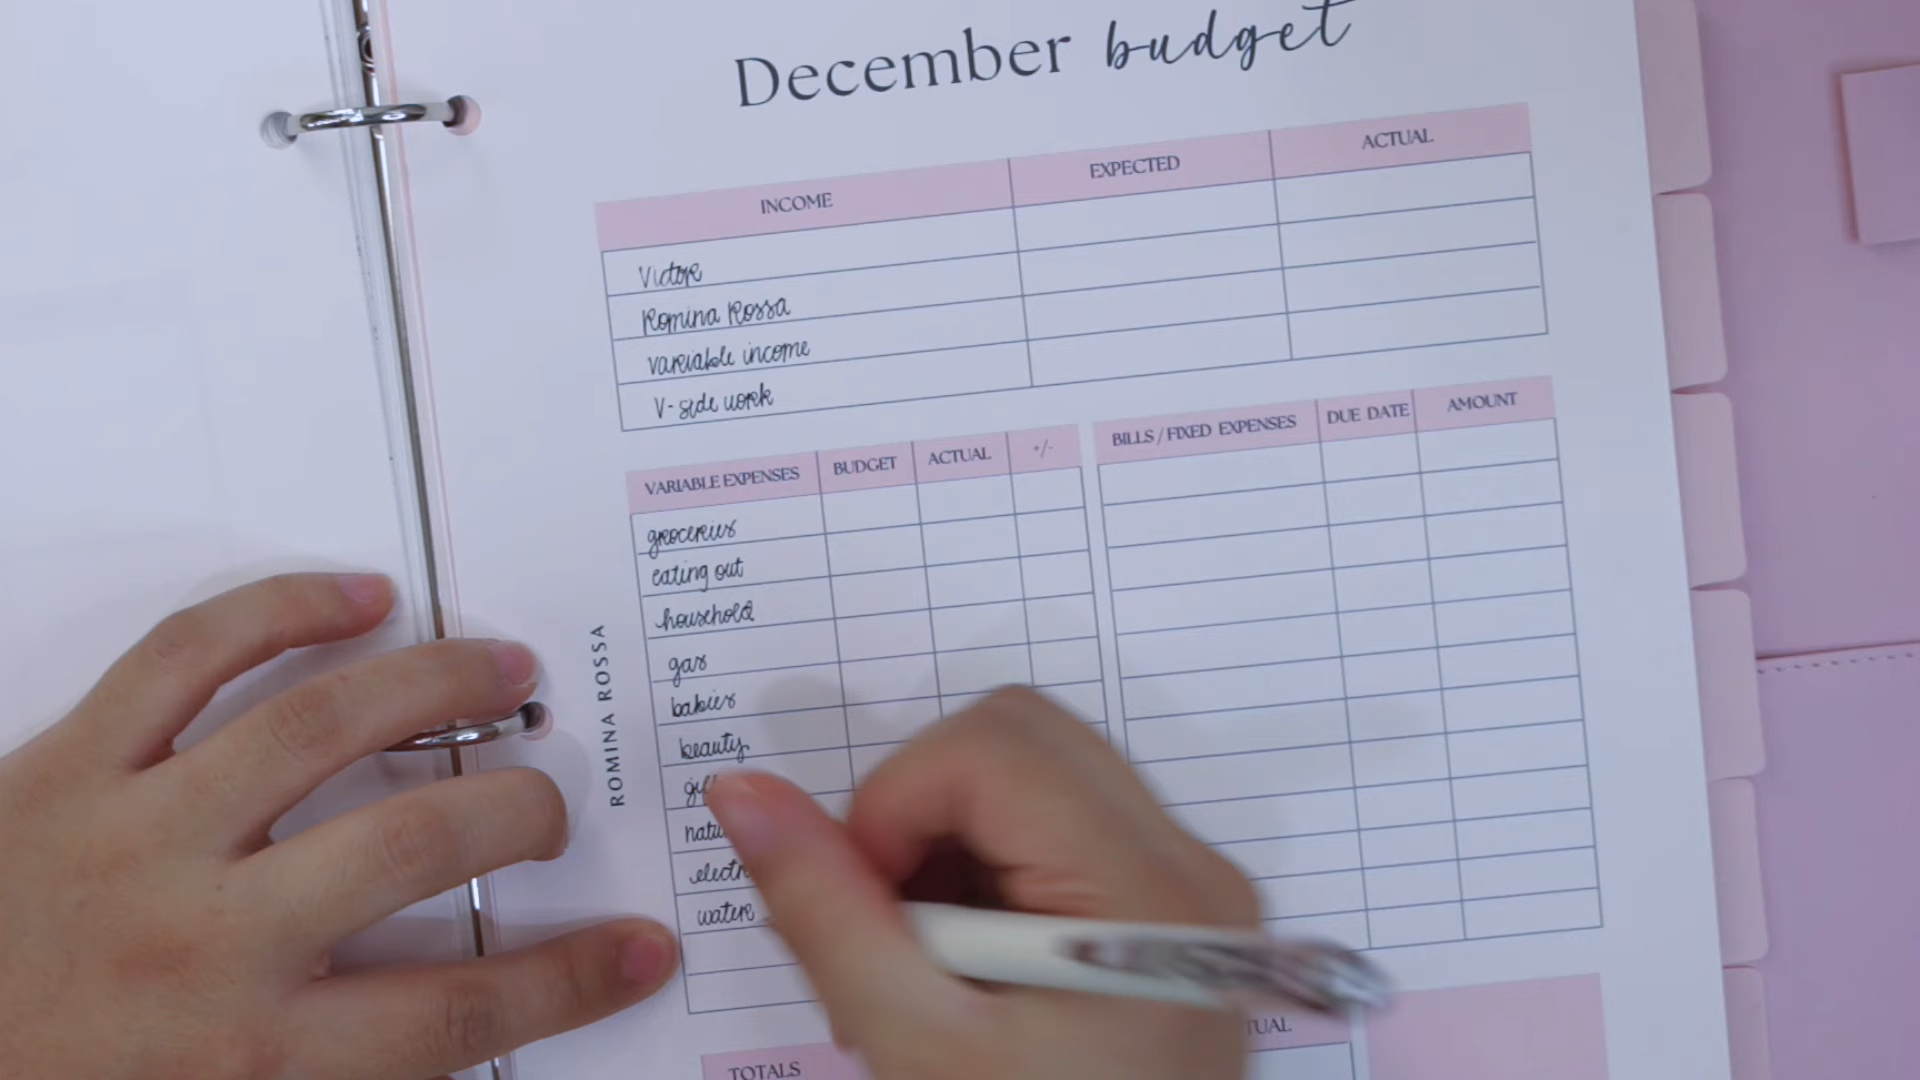 December budget
INCOME EXPECTED ACTUAL
Victor
Romina Rossa
variable income
V-side work
VARIABLE EXPENSES BUDGET ACTUAL +/-
groceries
eating out
household
gas
babies
beauty
water
BILLS / FIXED EXPENSES DUE DATE AMOUNT
ROMINA ROSSA
TOTALS